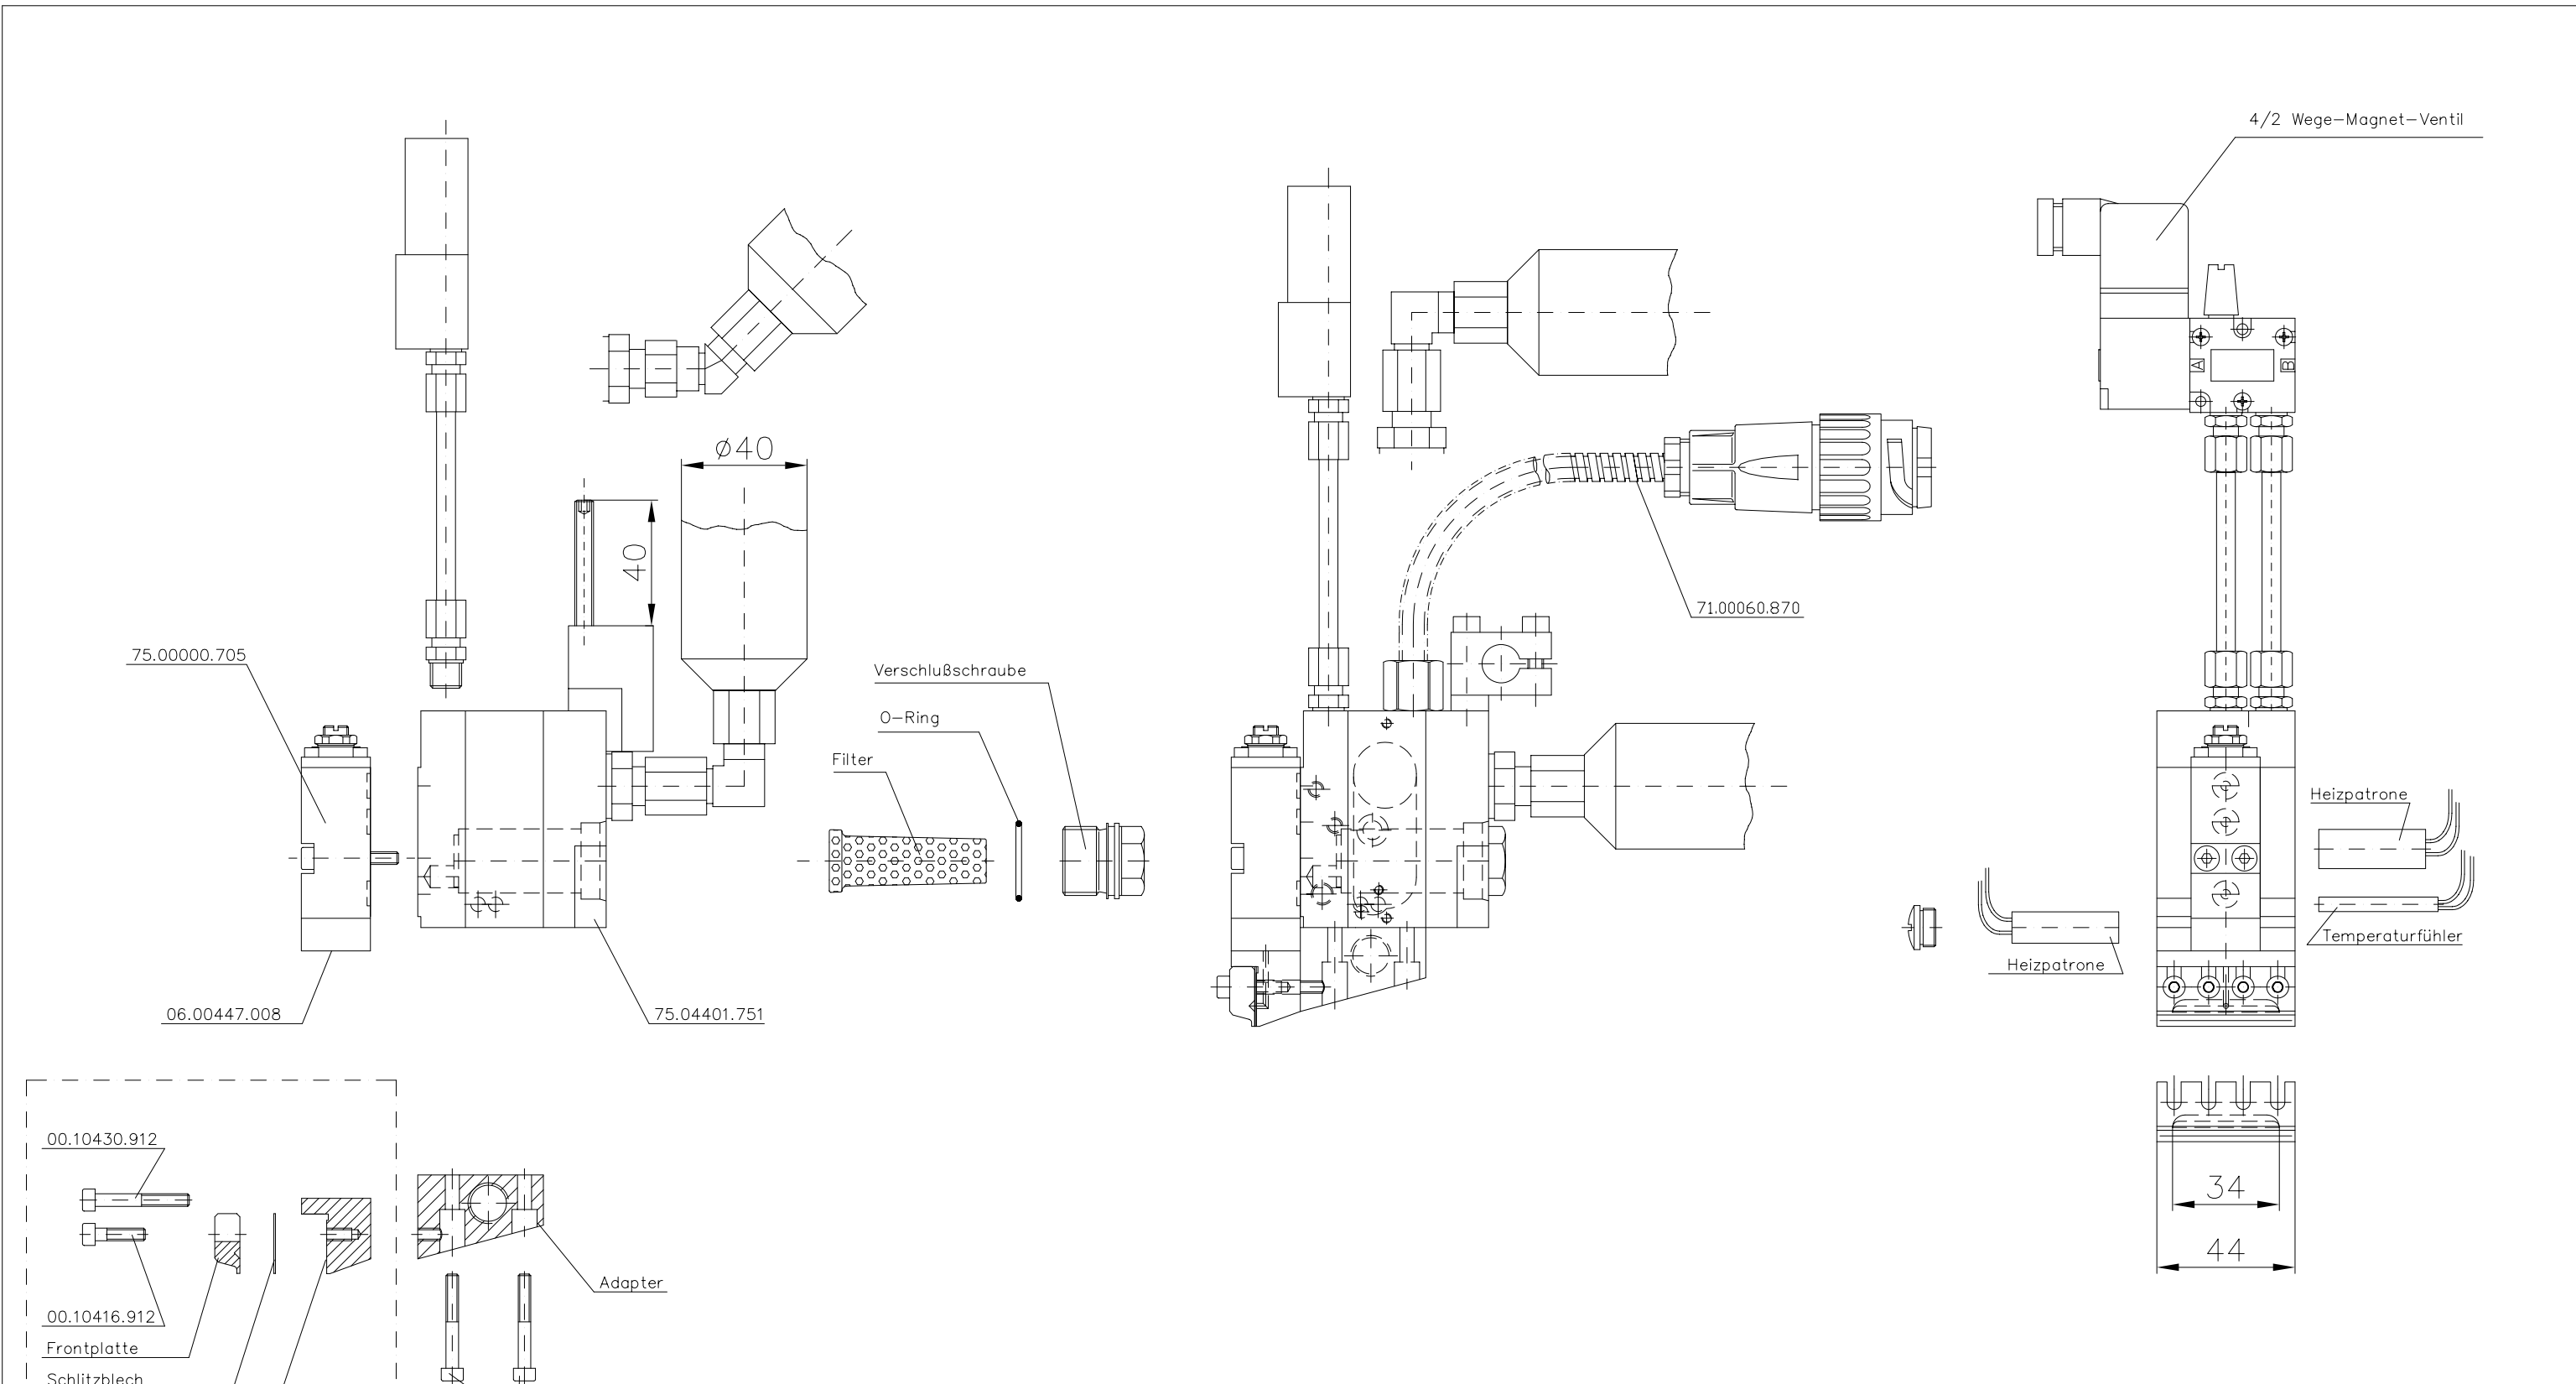 4/2 Wege-Magnet-Ventil
A
B
ø40
40
71.00060.870
75.00000.705
Verschlußschraube
O-Ring
Filter
Heizpatrone
Temperaturfühler
Heizpatrone
06.00447.008
75.04401.751
00.10430.912
34
44
Adapter
00.10416.912
Frontplatte
Schlitzblech